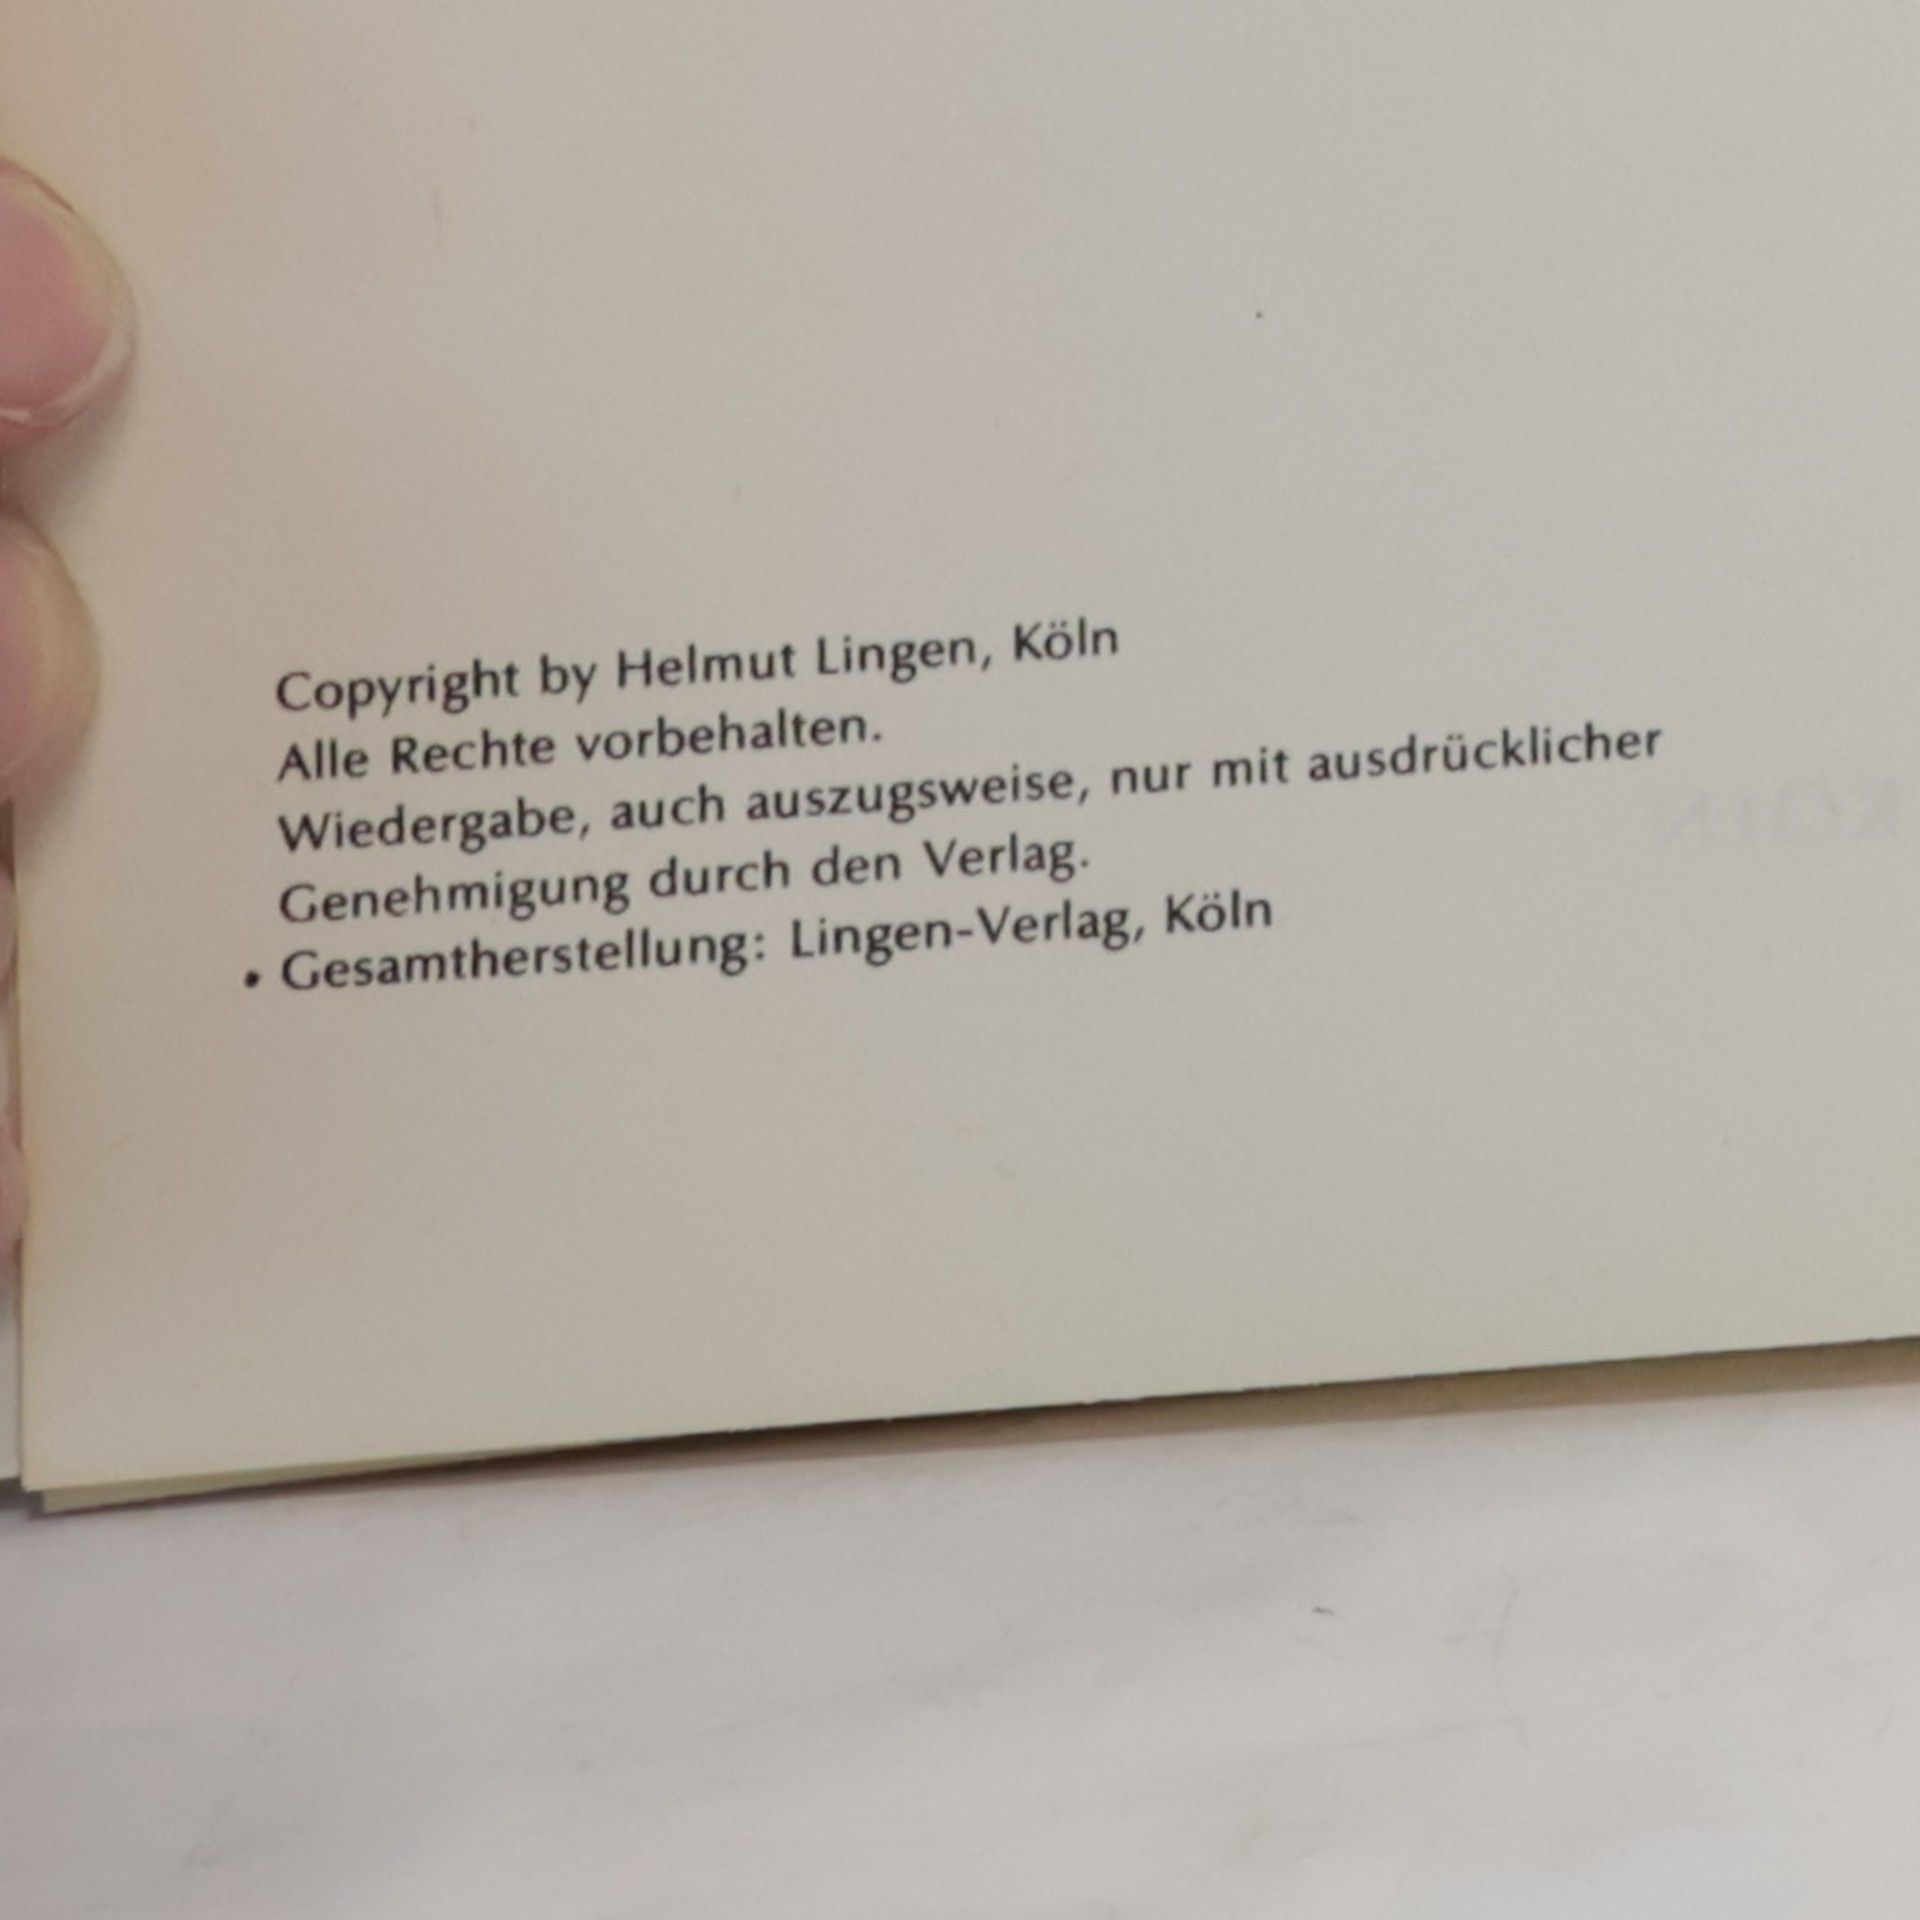 Copyright by Helmut Lingen, Köln
Alle Rechte vorbehalten.
Wiedergabe, auch auszugsweise, nur mit ausdrücklicher
Genehmigung durch den Verlag.
• Gesamtherstellung: Lingen-Verlag, Köln